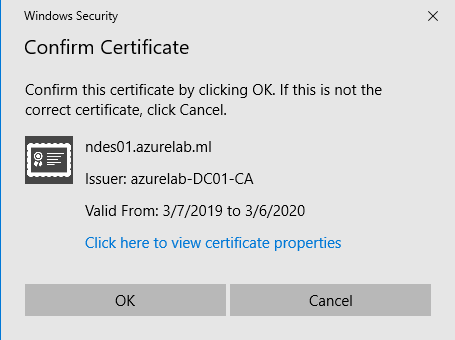 Windows Security
Confirm Certificate
Confirm this certificate by clicking OK. If this is not the
correct certificate, click Cancel.
ndes01.azurelab.ml
Issuer: azurelab-DC01-CA
Valid From: 3/7/2019 to 3/6/2020
Click here to view certificate properties
OK
Cancel